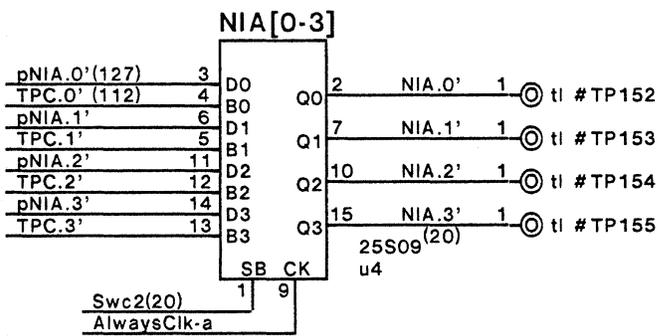 NIA[0-3]
pNIA.0'(127) 3 D0
TPC.0' (112) 4 B0
pNIA.1' 6 D1
TPC.1' 5 B1
pNIA.2' 11 D2
TPC.2' 12 B2
pNIA.3' 14 D3
TPC.3' 13 B3
Q0 2 NIA.0' 1 tl #TP152
Q1 7 NIA.1' 1 tl #TP153
Q2 10 NIA.2' 1 tl #TP154
Q3 15 NIA.3' 1 tl #TP155
(20)
25S09
u4
SB CK
1 9
Swc2(20)
AlwaysClk-a